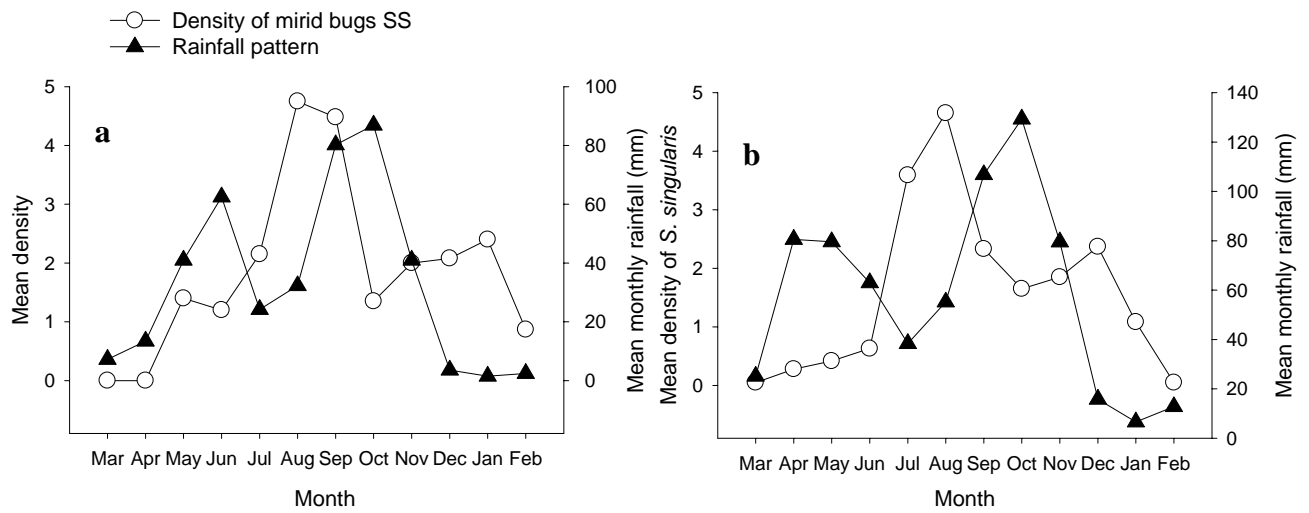 Density of mirid bugs SS
Rainfall pattern
a
5
4
3
2
1
0
Mean density
100
80
60
40
20
0
Mean monthly rainfall (mm)
Mar Apr May Jun Jul Aug Sep Oct Nov Dec Jan Feb
Month
b
5
4
3
2
1
0
Mean density of S. singularis
140
120
100
80
60
40
20
0
Mean monthly rainfall (mm)
Mar Apr May Jun Jul Aug Sep Oct Nov Dec Jan Feb
Month